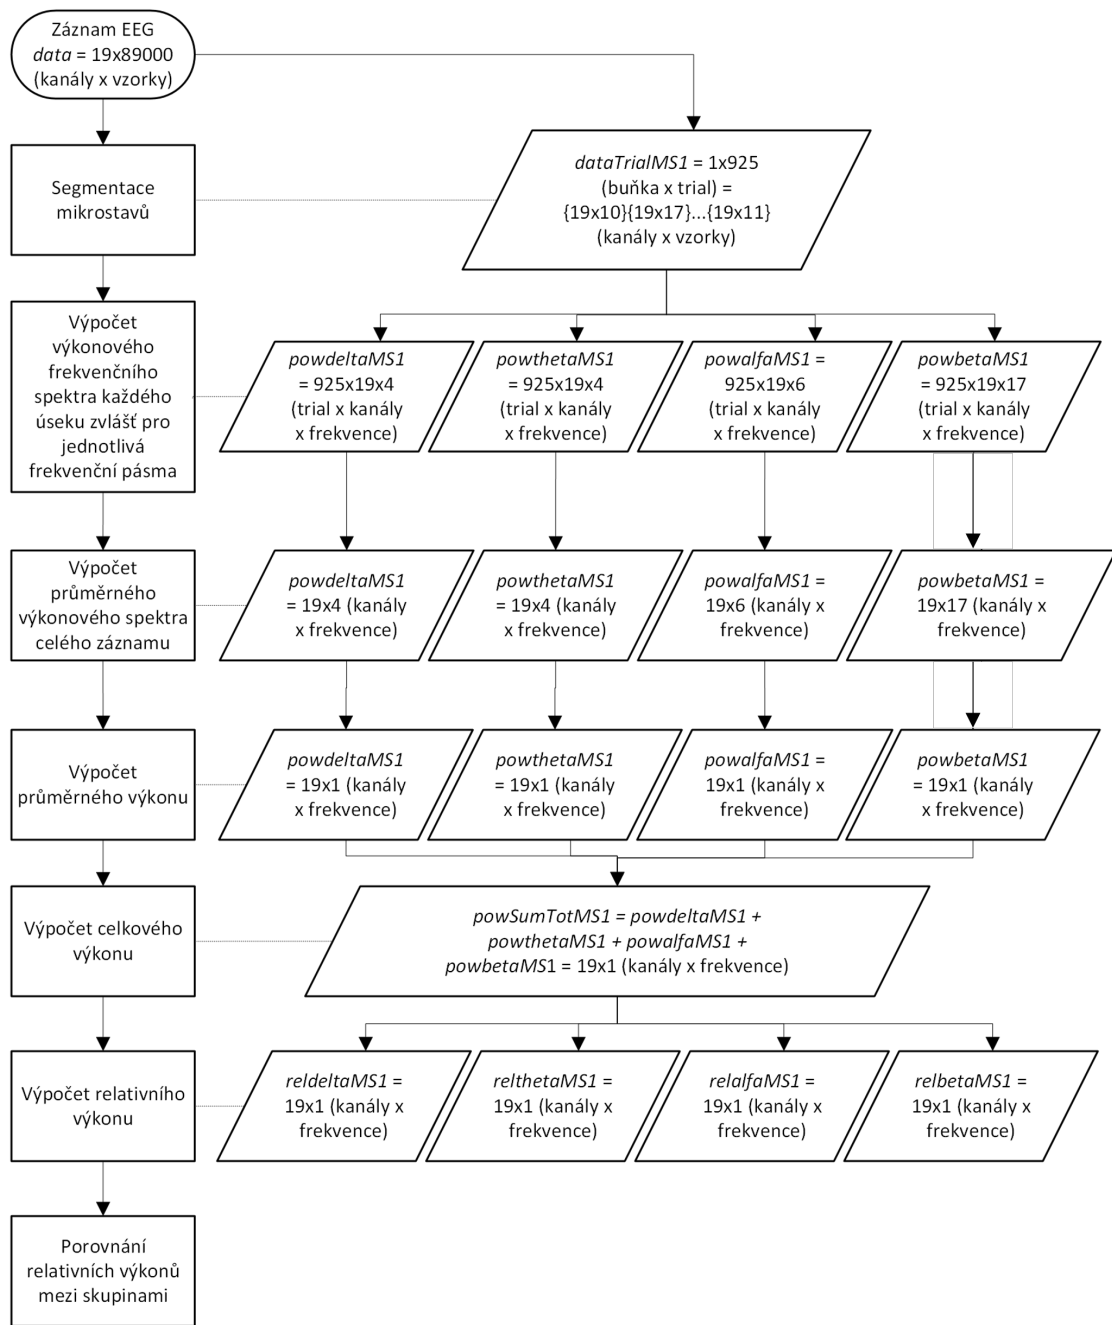 Záznam EEG
data = 19x89000
(kanály x vzorky)
Segmentace
mikrostavů
dataTrialMS1 = 1x925
(buňka x trial) =
{19x10}{19x17}...{19x11}
(kanály x vzorky)
Výpočet
výkonového
frekvenčního
spektra každého
úseku zvlášť pro
jednotlivá
frekvenční pásma
powdeltaMS1
= 925x19x4
(trial x kanály
x frekvence)
powthetaMS1
= 925x19x4
(trial x kanály
x frekvence)
powalfaMS1 =
925x19x6
(trial x kanály
x frekvence)
powbetaMS1
= 925x19x17
(trial x kanály
x frekvence)
Výpočet
průměrného
výkonového spektra
celého záznamu
powdeltaMS1
= 19x4 (kanály
x frekvence)
powthetaMS1
= 19x4 (kanály
x frekvence)
powalfaMS1 =
19x6 (kanály x
frekvence)
powbetaMS1 =
19x17 (kanály x
frekvence)
Výpočet
průměrného výkonu
powdeltaMS1
= 19x1 (kanály
x frekvence)
powthetaMS1
= 19x1 (kanály
x frekvence)
powalfaMS1 =
19x1 (kanály x
frekvence)
powbetaMS1
= 19x1 (kanály
x frekvence)
Výpočet celkového
výkonu
powSumTotMS1 = powdeltaMS1 +
powthetaMS1 + powalfaMS1 +
powbetaMS1 = 19x1 (kanály x frekvence)
Výpočet relativního
výkonu
reldeltaMS1 =
19x1 (kanály x
frekvence)
relthetaMS1 =
19x1 (kanály x
frekvence)
relalfaMS1 =
19x1 (kanály x
frekvence)
relbetaMS1 =
19x1 (kanály x
frekvence)
Porovnání
relativních výkonů
mezi skupinami